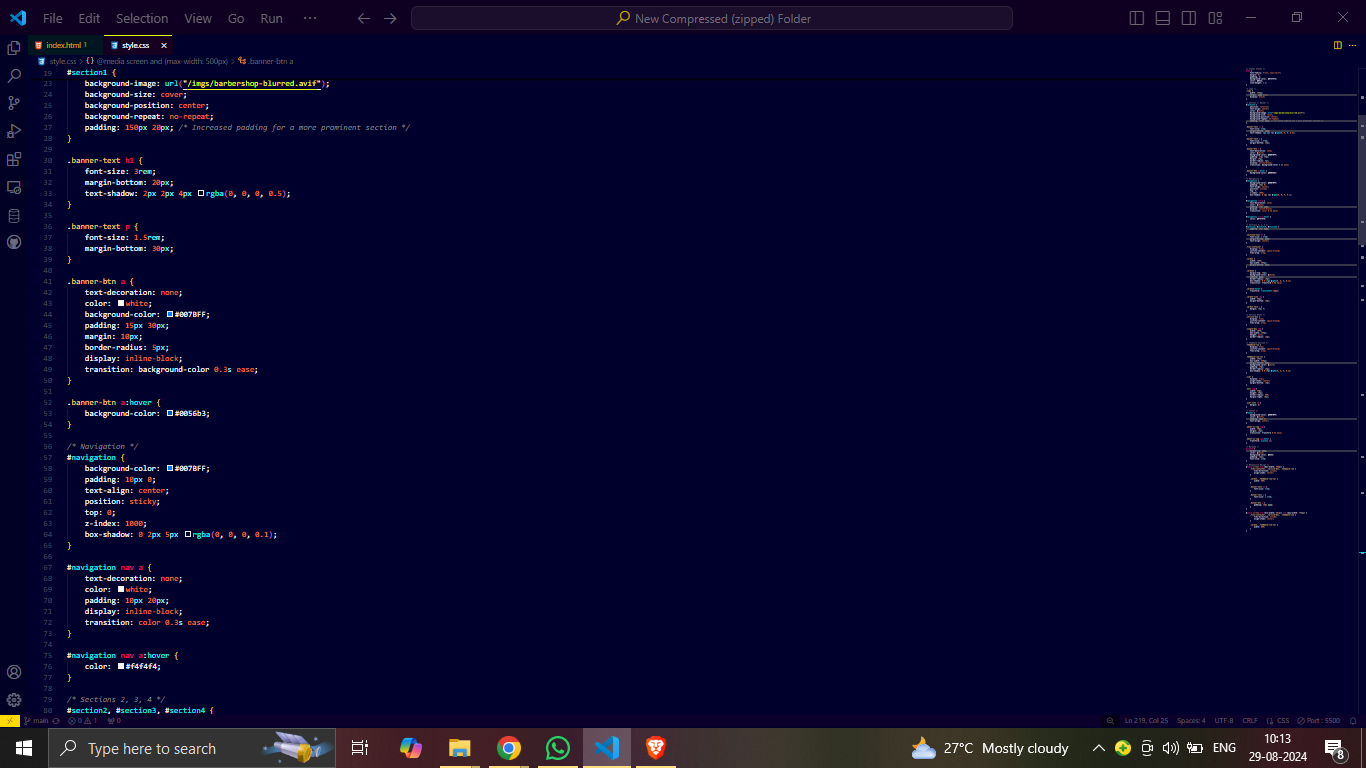 File Edit Selection View Go Run ··· New Compressed (zipped) Folder
index.html 1 style.css
style.css > {} @media screen and (max-width: 500px) > .banner-btn a
19 #section1 {
23 background-image: url("/imgs/barbershop-blurred.avif");
24 background-size: cover;
25 background-position: center;
26 background-repeat: no-repeat;
27 padding: 150px 20px; /* Increased padding for a more prominent section */
28 }
29
30 .banner-text h1 {
31 font-size: 3rem;
32 margin-bottom: 20px;
33 text-shadow: 2px 2px 4px rgba(0, 0, 0, 0.5);
34 }
35
36 .banner-text p {
37 font-size: 1.5rem;
38 margin-bottom: 30px;
39 }
40
41 .banner-btn a {
42 text-decoration: none;
43 color: white;
44 background-color: #007BFF;
45 padding: 15px 30px;
46 margin: 10px;
47 border-radius: 5px;
48 display: inline-block;
49 transition: background-color 0.3s ease;
50 }
51
52 .banner-btn a:hover {
53 background-color: #0056b3;
54 }
55
56 /* Navigation */
57 #navigation {
58 background-color: #007BFF;
59 padding: 10px 0;
60 text-align: center;
61 position: sticky;
62 top: 0;
63 z-index: 1000;
64 box-shadow: 0 2px 5px rgba(0, 0, 0, 0.1);
65 }
66
67 #navigation nav a {
68 text-decoration: none;
69 color: white;
70 padding: 10px 20px;
71 display: inline-block;
72 transition: color 0.3s ease;
73 }
74
75 #navigation nav a:hover {
76 color: #f4f4f4;
77 }
78
79 /* Sections 2, 3, 4 */
80 #section2, #section3, #section4 {
main 0 1 0 Ln 219, Col 25 Spaces: 4 UTF-8 CRLF CSS Port : 5500
Type here to search 27°C Mostly cloudy ENG 10:13
29-08-2024 8